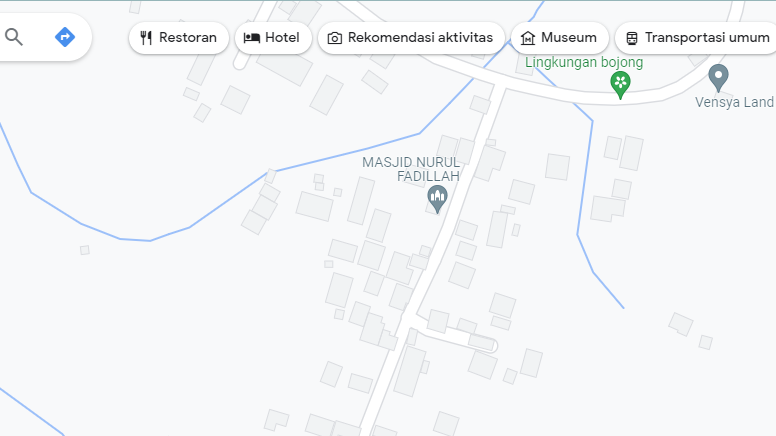 Restoran
Hotel
Rekomendasi aktivitas
Museum
Transportasi umum
Lingkungan bojong
Vensya Land
MASJID NURUL
FADILLAH